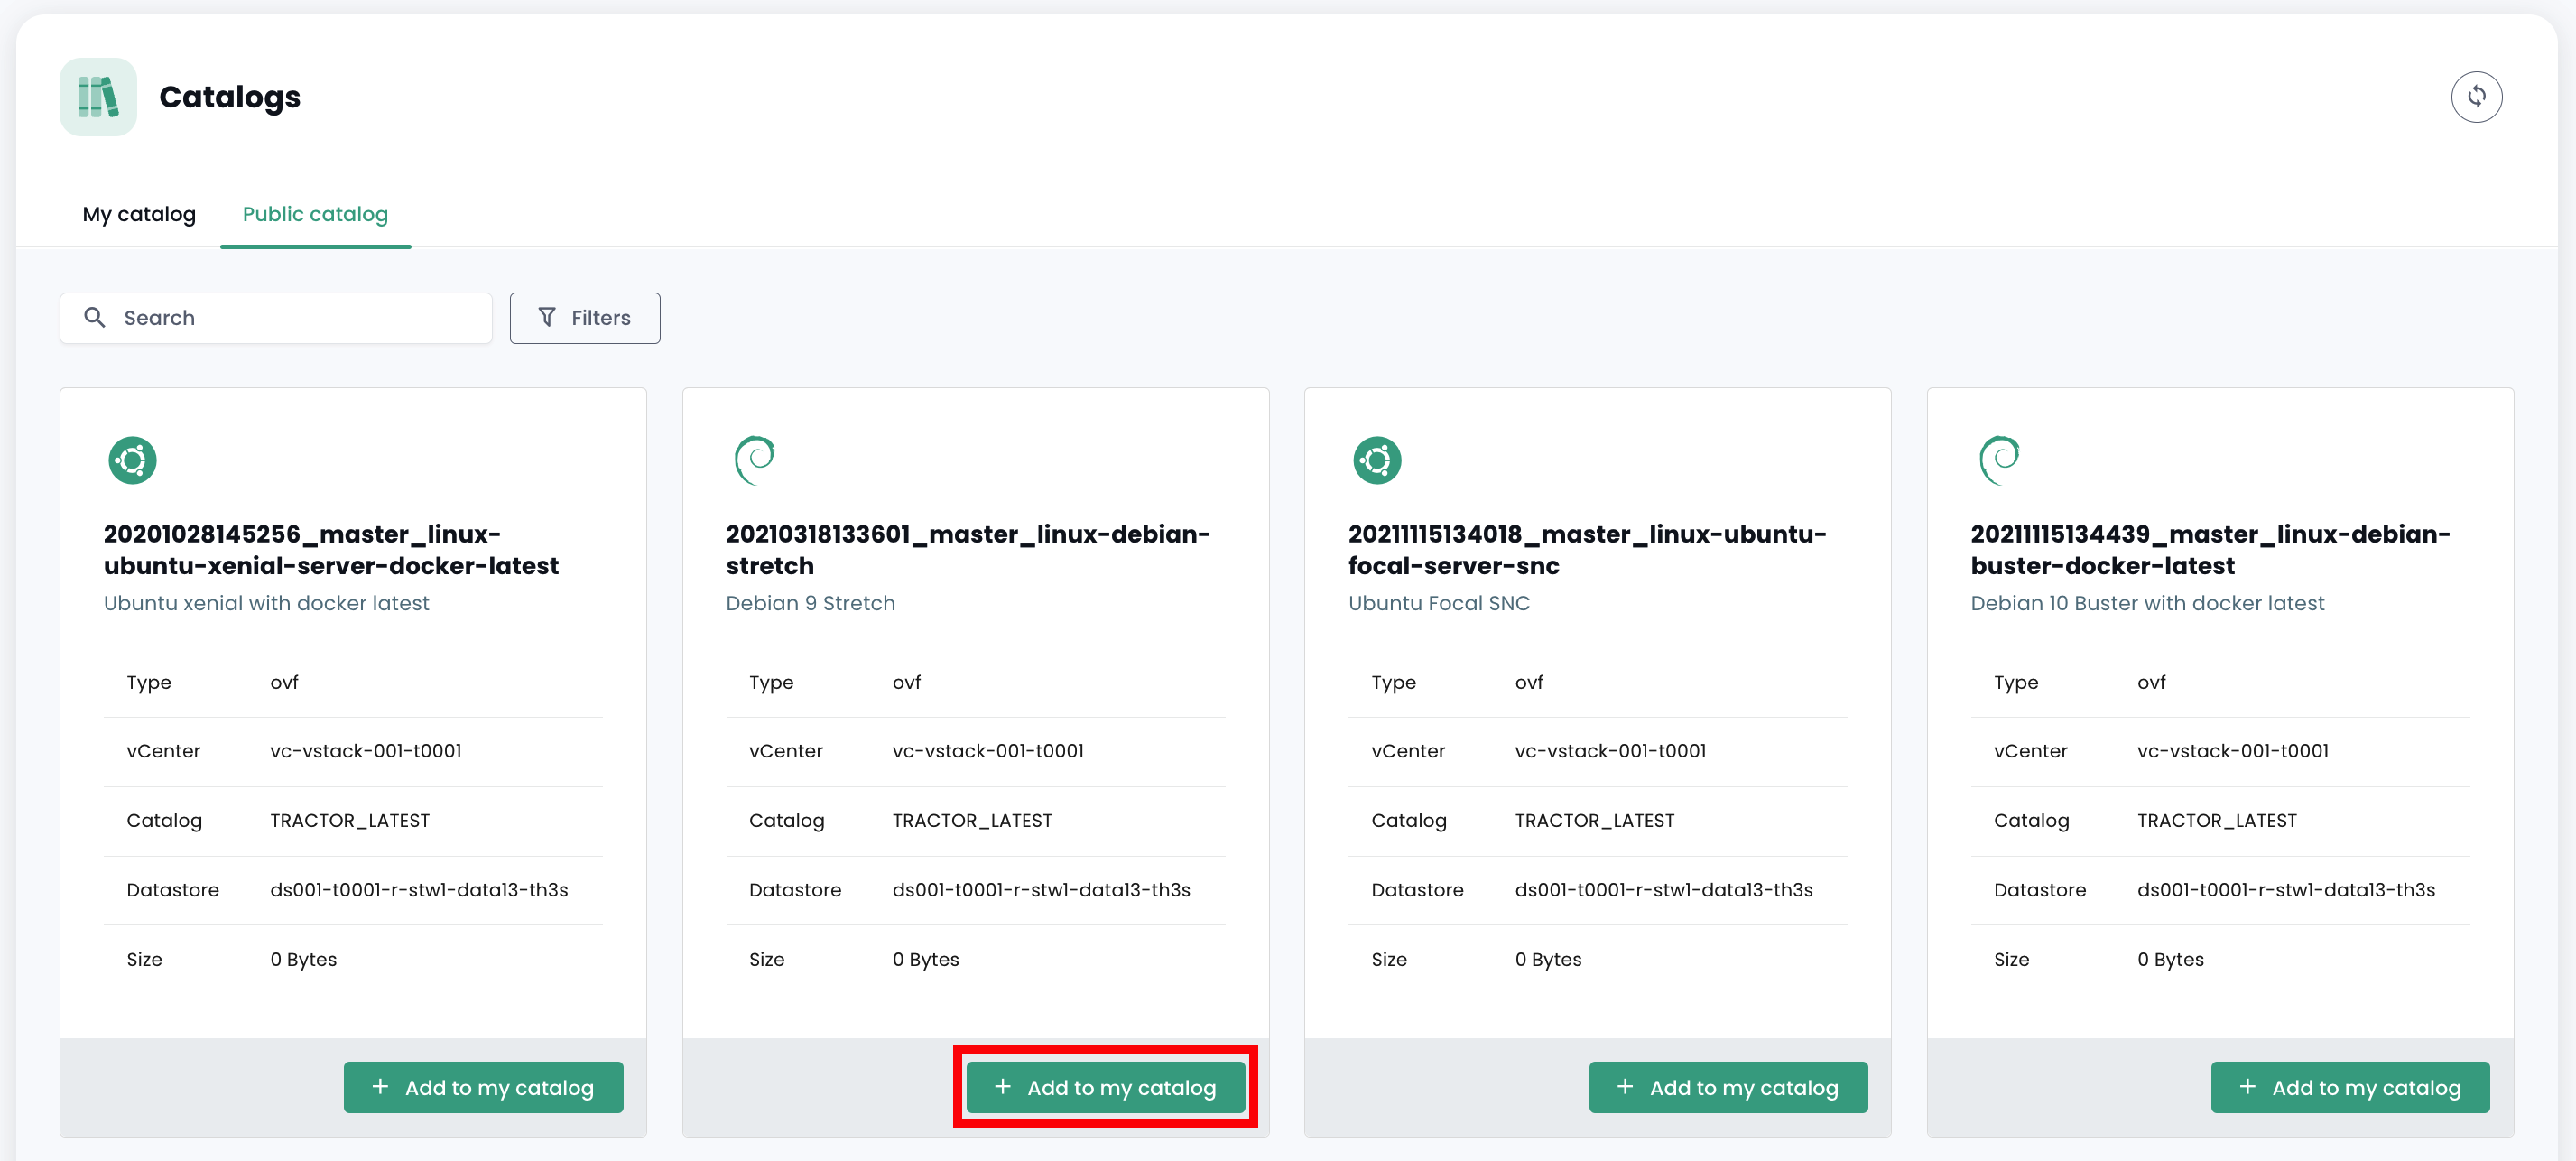 Catalogs
My catalog
Public catalog
Search
Filters
20201028145256_master_linux-
ubuntu-xenial-server-docker-latest
Ubuntu xenial with docker latest
Type ovf
vCenter vc-vstack-001-t0001
Catalog TRACTOR_LATEST
Datastore ds001-t0001-r-stw1-data13-th3s
Size 0 Bytes
+ Add to my catalog
20210318133601_master_linux-debian-
stretch
Debian 9 Stretch
Type ovf
vCenter vc-vstack-001-t0001
Catalog TRACTOR_LATEST
Datastore ds001-t0001-r-stw1-data13-th3s
Size 0 Bytes
+ Add to my catalog
20211115134018_master_linux-ubuntu-
focal-server-snc
Ubuntu Focal SNC
Type ovf
vCenter vc-vstack-001-t0001
Catalog TRACTOR_LATEST
Datastore ds001-t0001-r-stw1-data13-th3s
Size 0 Bytes
+ Add to my catalog
20211115134439_master_linux-debian-
buster-docker-latest
Debian 10 Buster with docker latest
Type ovf
vCenter vc-vstack-001-t0001
Catalog TRACTOR_LATEST
Datastore ds001-t0001-r-stw1-data13-th3s
Size 0 Bytes
+ Add to my catalog